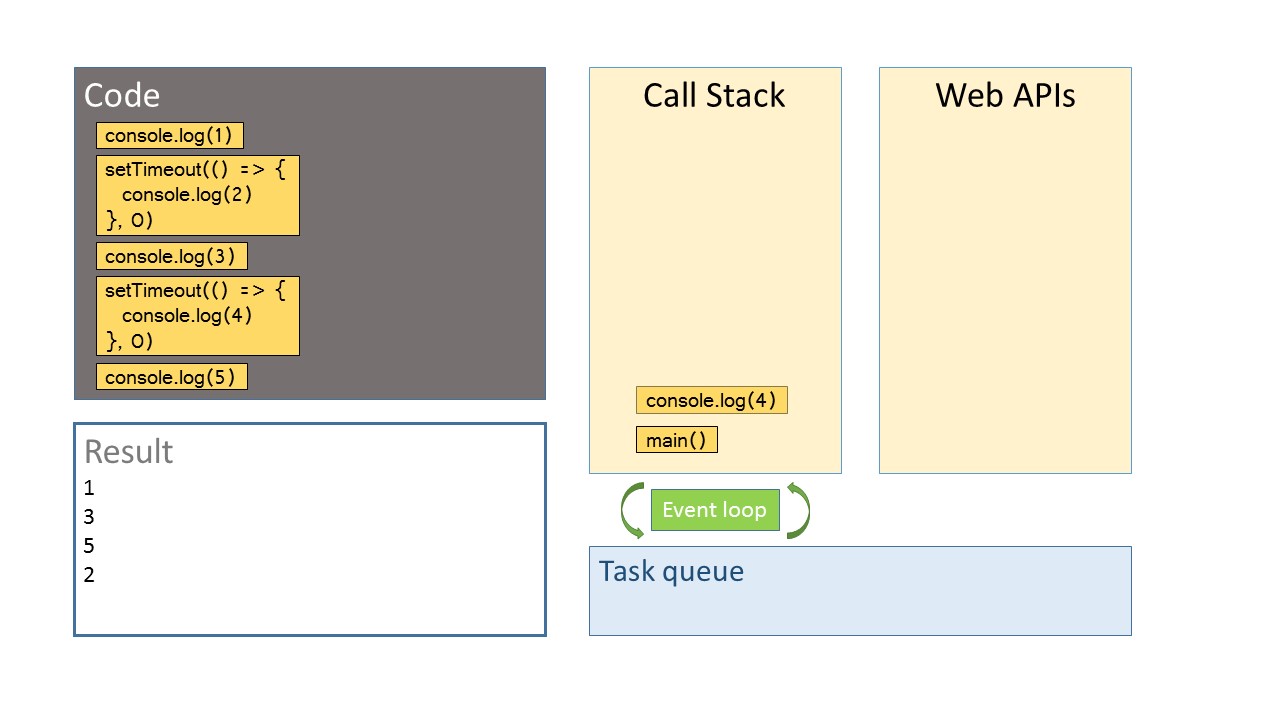 Code
console.log(1)
setTimeout(() => {
console.log(2)
}, 0)
console.log(3)
setTimeout(() => {
console.log(4)
}, 0)
console.log(5)
Result
1
3
5
2
Call Stack
console.log(4)
main()
Web APIs
Event loop
Task queue